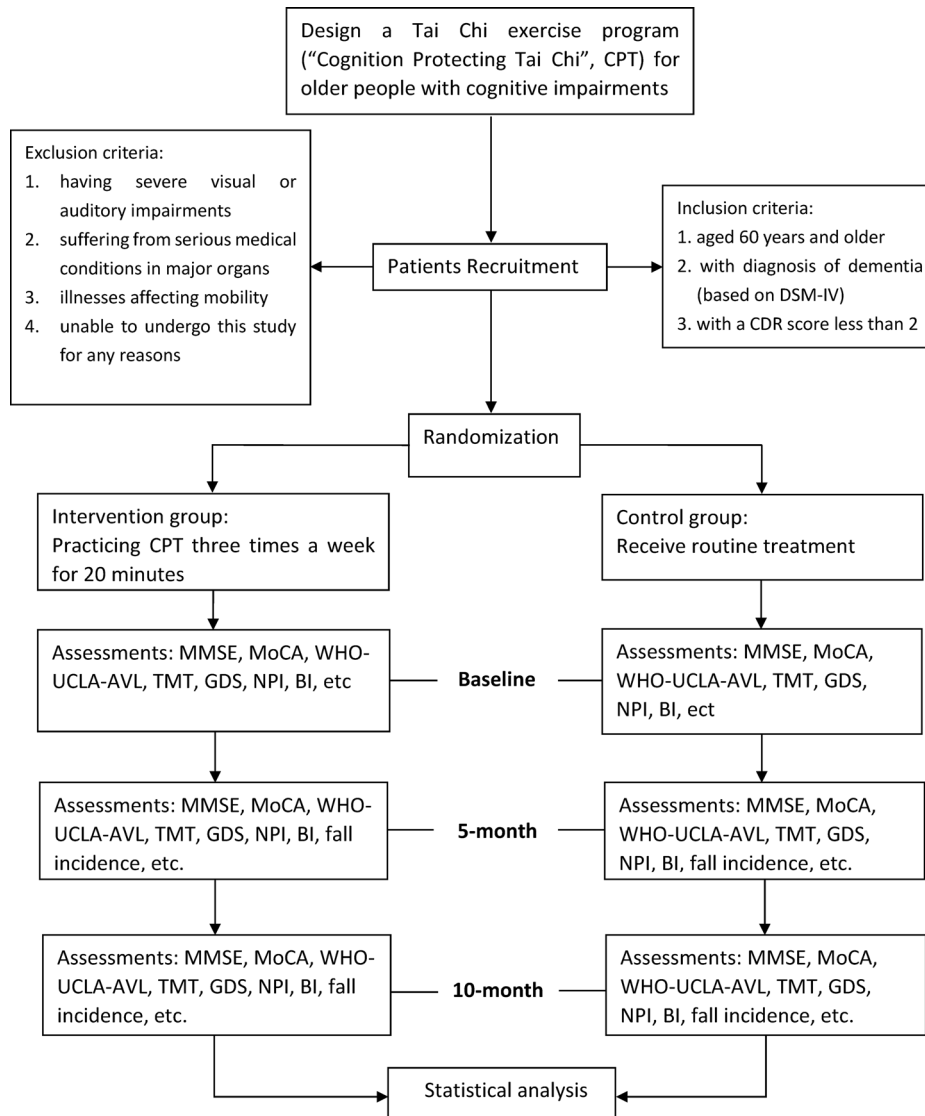 Design a Tai Chi exercise program
("Cognition Protecting Tai Chi", CPT) for
older people with cognitive impairments
Exclusion criteria:
1. having severe visual or
auditory impairments
2. suffering from serious medical
conditions in major organs
3. illnesses affecting mobility
4. unable to undergo this study
for any reasons
Patients Recruitment
Inclusion criteria:
1. aged 60 years and older
2. with diagnosis of dementia
(based on DSM-IV)
3. with a CDR score less than 2
Randomization
Intervention group:
Practicing CPT three times a week
for 20 minutes
Control group:
Receive routine treatment
Assessments: MMSE, MoCA, WHO-
UCLA-AVL, TMT, GDS, NPI, BI, etc
Baseline
Assessments: MMSE, MoCA,
WHO-UCLA-AVL, TMT, GDS,
NPI, BI, ect
Assessments: MMSE, MoCA, WHO-
UCLA-AVL, TMT, GDS, NPI, BI, fall
incidence, etc.
5-month
Assessments: MMSE, MoCA,
WHO-UCLA-AVL, TMT, GDS,
NPI, BI, fall incidence, etc.
Assessments: MMSE, MoCA, WHO-
UCLA-AVL, TMT, GDS, NPI, BI, fall
incidence, etc.
10-month
Assessments: MMSE, MoCA,
WHO-UCLA-AVL, TMT, GDS,
NPI, BI, fall incidence, etc.
Statistical analysis